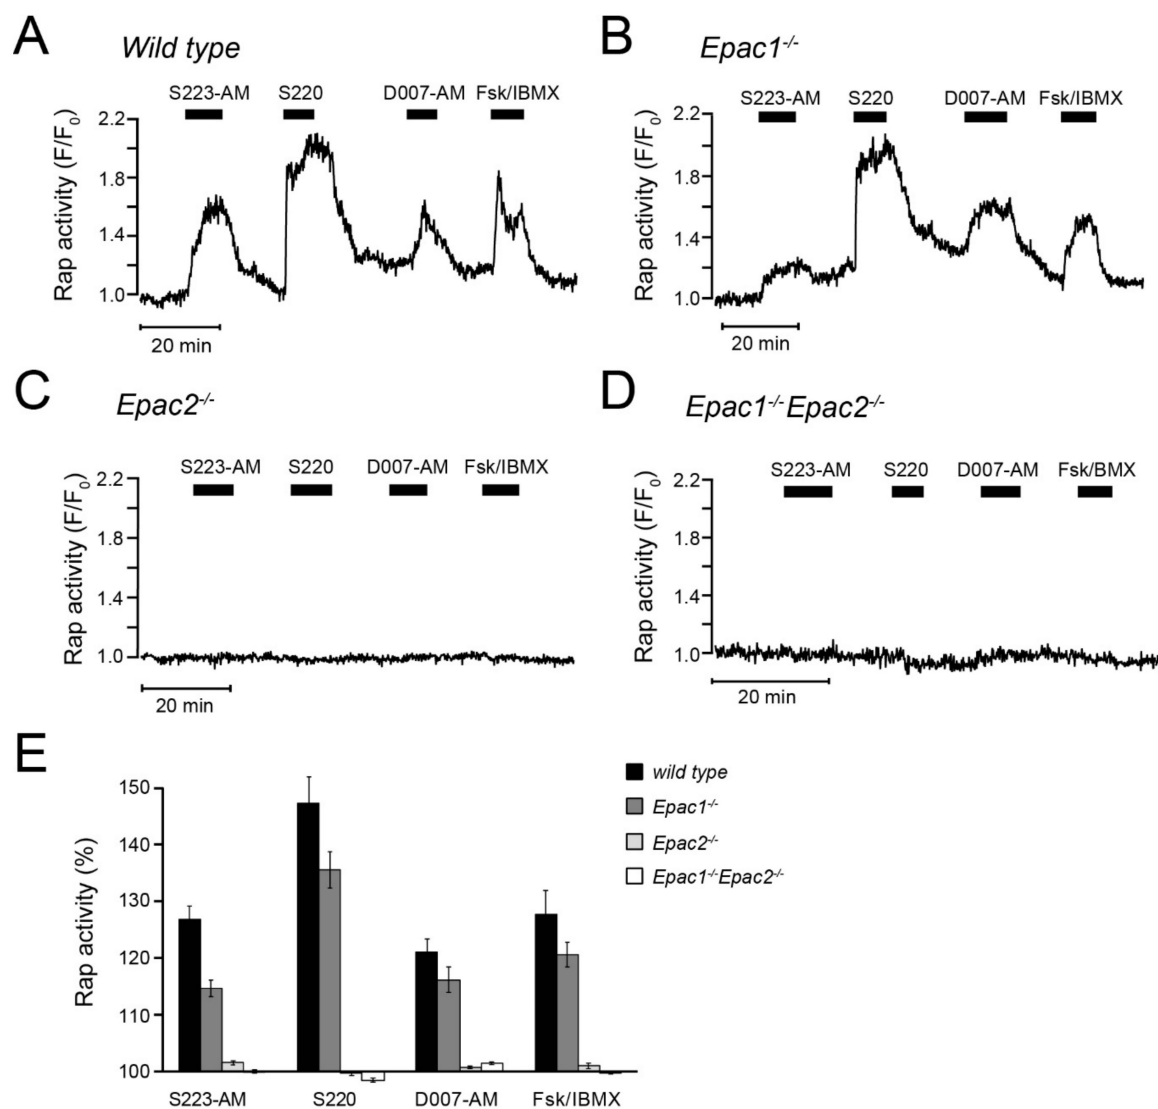 A
Wild type
S223-AM S220 D007-AM Fsk/IBMX
2.2
1.8
1.4
1.0
Rap activity (F/F0)
20 min
B
Epac1-/-
S223-AM S220 D007-AM Fsk/IBMX
2.2
1.8
1.4
1.0
Rap activity (F/F0)
20 min
C
Epac2-/-
S223-AM S220 D007-AM Fsk/IBMX
2.2
1.8
1.4
1.0
Rap activity (F/F0)
20 min
D
Epac1-/-Epac2-/-
S223-AM S220 D007-AM Fsk/BMX
2.2
1.8
1.4
1.0
Rap activity (F/F0)
20 min
E
150
140
130
120
110
100
Rap activity (%)
S223-AM S220 D007-AM Fsk/IBMX
wild type
Epac1-/-
Epac2-/-
Epac1-/-Epac2-/-